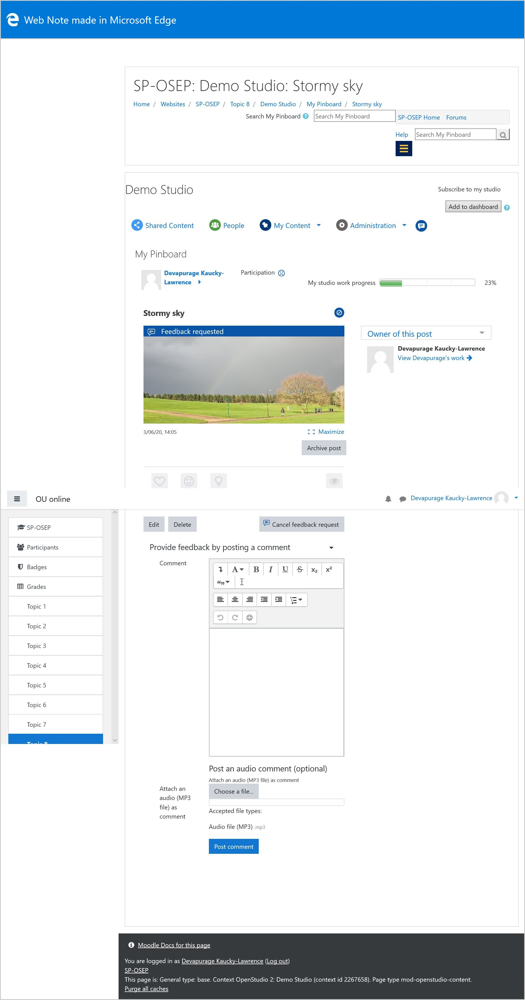 Web Note made in Microsoft Edge
SP-OSEP: Demo Studio: Stormy sky
Home / Websites / SP-OSEP / Topic 8 / Demo Studio / My Pinboard / Stormy sky
Search My Pinboard ? Search My Pinboard SP-OSEP Home Forums
Help Search My Pinboard
Demo Studio
Subscribe to my studio
Add to dashboard ?
Shared Content People My Content Administration
My Pinboard
Devapurage Kaucky-
Lawrence
Participation
My studio work progress 23%
Stormy sky
Feedback requested
Owner of this post
Devapurage Kaucky-Lawrence
View Devapurage's work
3/06/20, 14:05
Maximize
Archive post
OU online
Devapurage Kaucky-Lawrence
SP-OSEP
Participants
Badges
Grades
Topic 1
Topic 2
Topic 3
Topic 4
Topic 5
Topic 6
Topic 7
Topic 8
Edit Delete Cancel feedback request
Provide feedback by posting a comment
Comment
A B I U S x₂ x²
Post an audio comment (optional)
Attach an audio (MP3 file) as comment
Attach an
audio (MP3
file) as
comment
Choose a file...
Accepted file types:
Audio file (MP3) .mp3
Post comment
Moodle Docs for this page
You are logged in as Devapurage Kaucky-Lawrence (Log out)
SP-OSEP
This page is: General type: base. Context OpenStudio 2: Demo Studio (context id 2267658). Page type mod-openstudio-content.
Purge all caches